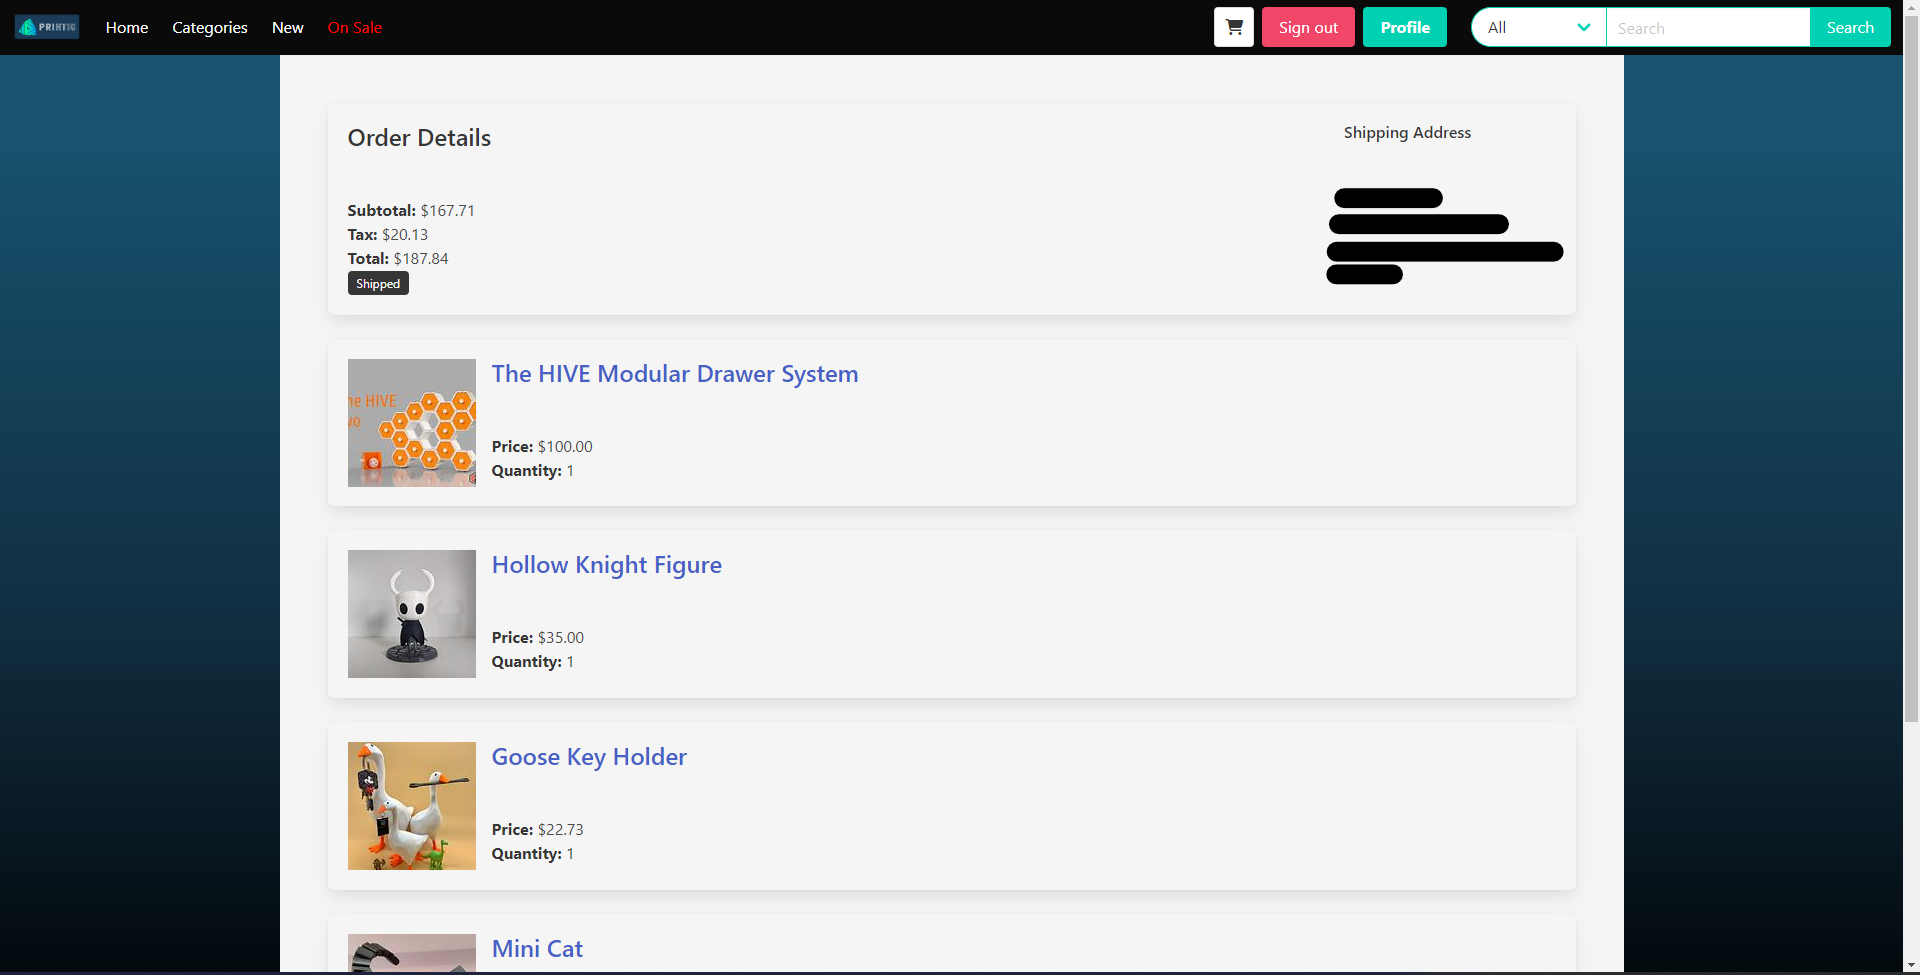 PRINTIC
Home
Categories
New
On Sale
Sign out
Profile
All
Search
Search
Order Details
Shipping Address
Subtotal: $167.71
Tax: $20.13
Total: $187.84
Shipped
The HIVE Modular Drawer System
he HIVE
Price: $100.00
Quantity: 1
Hollow Knight Figure
Price: $35.00
Quantity: 1
Goose Key Holder
Price: $22.73
Quantity: 1
Mini Cat